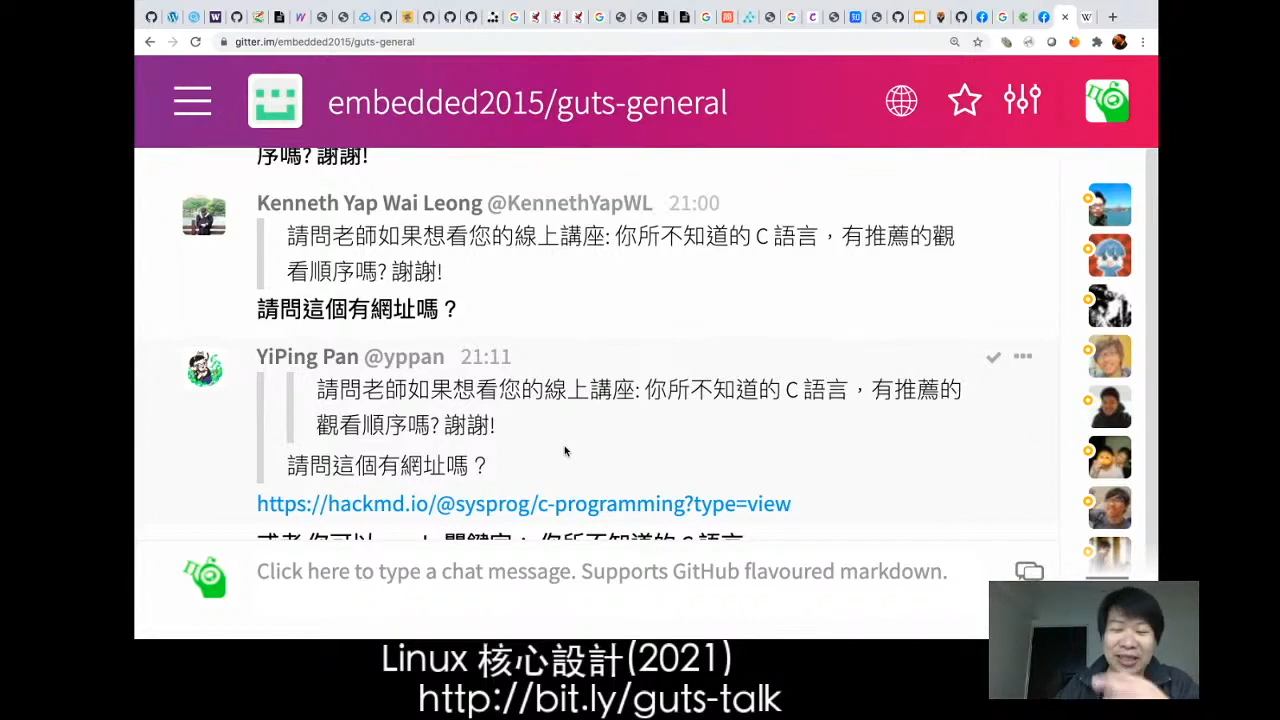 gitter.im/embedded2015/guts-general
embedded2015/guts-general
序嗎? 謝謝!
Kenneth Yap Wai Leong @KennethYapWL 21:00
請問老師如果想看您的線上講座: 你所不知道的 C 語言，有推薦的觀
看順序嗎? 謝謝!
請問這個有網址嗎？
YiPing Pan @yppan 21:11
請問老師如果想看您的線上講座: 你所不知道的 C 語言，有推薦的
觀看順序嗎? 謝謝!
請問這個有網址嗎？
https://hackmd.io/@sysprog/c-programming?type=view
Click here to type a chat message. Supports GitHub flavoured markdown.
Linux 核心設計(2021)
http://bit.ly/guts-talk